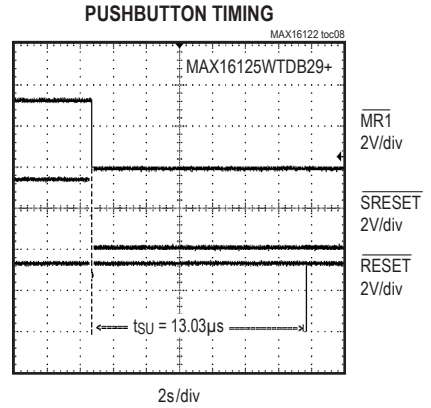 PUSHBUTTON TIMING
MAX16122 toc08
MAX16125WTDB29+
MR1
2V/div
SRESET
2V/div
RESET
2V/div
tSU = 13.03µs
2s/div